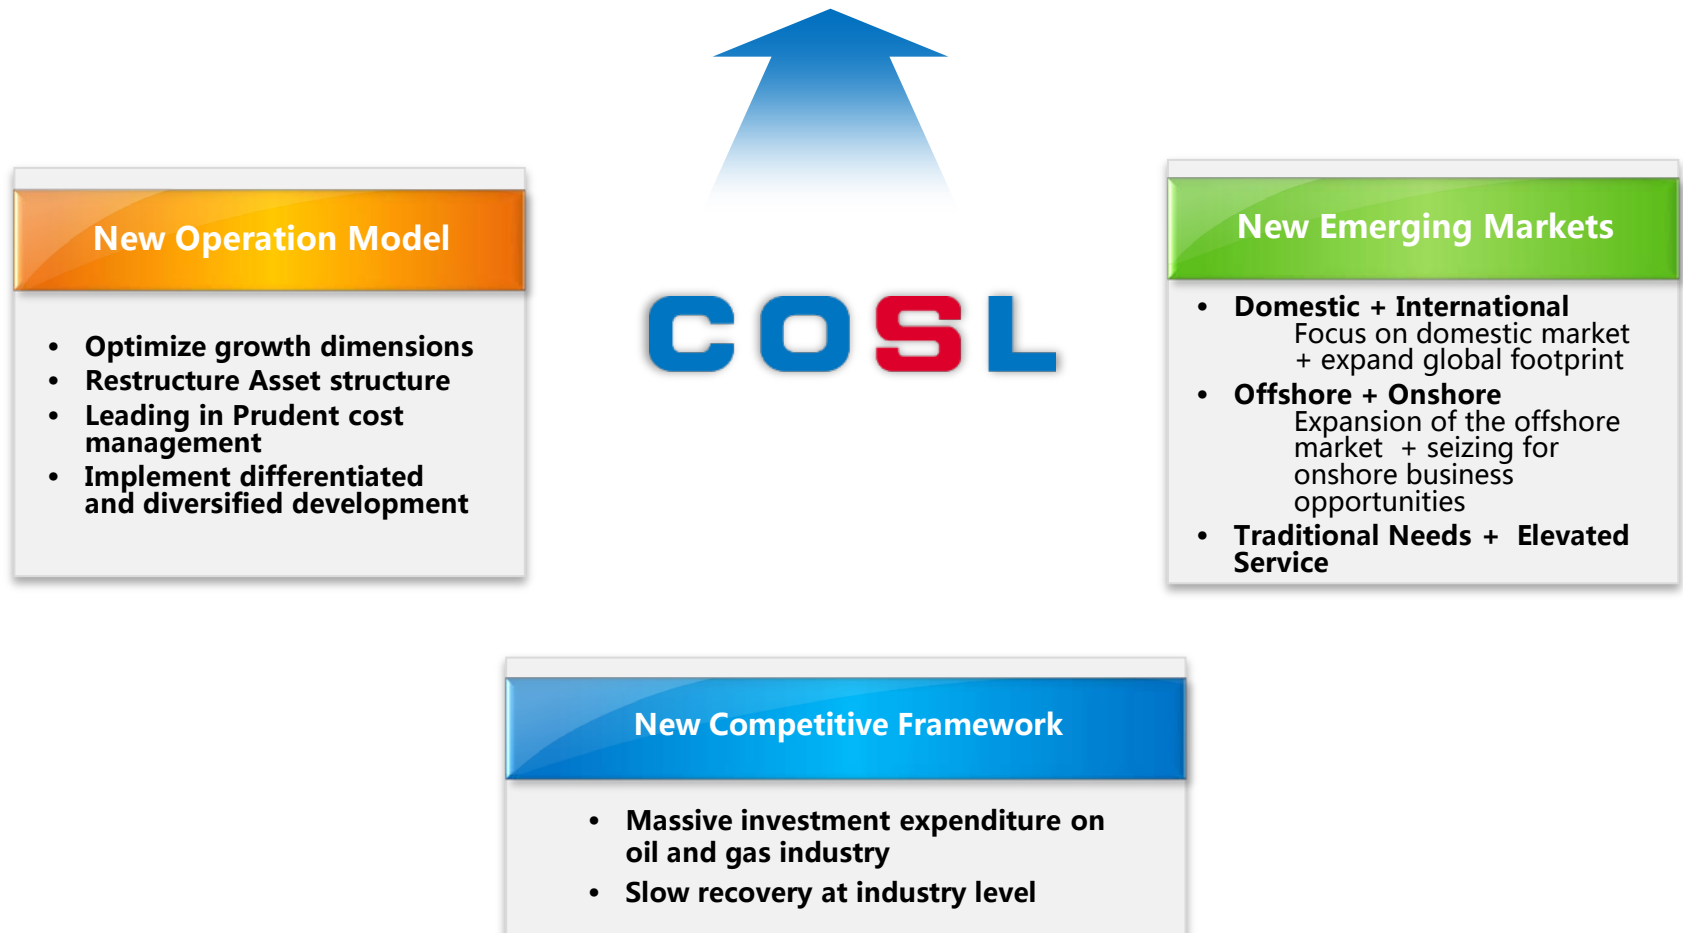 New Operation Model
• Optimize growth dimensions
• Restructure Asset structure
• Leading in Prudent cost
management
• Implement differentiated
and diversified development
COSL
New Emerging Markets
• Domestic + International
Focus on domestic market
+ expand global footprint
• Offshore + Onshore
Expansion of the offshore
market + seizing for
onshore business
opportunities
• Traditional Needs + Elevated
Service
New Competitive Framework
• Massive investment expenditure on
oil and gas industry
• Slow recovery at industry level